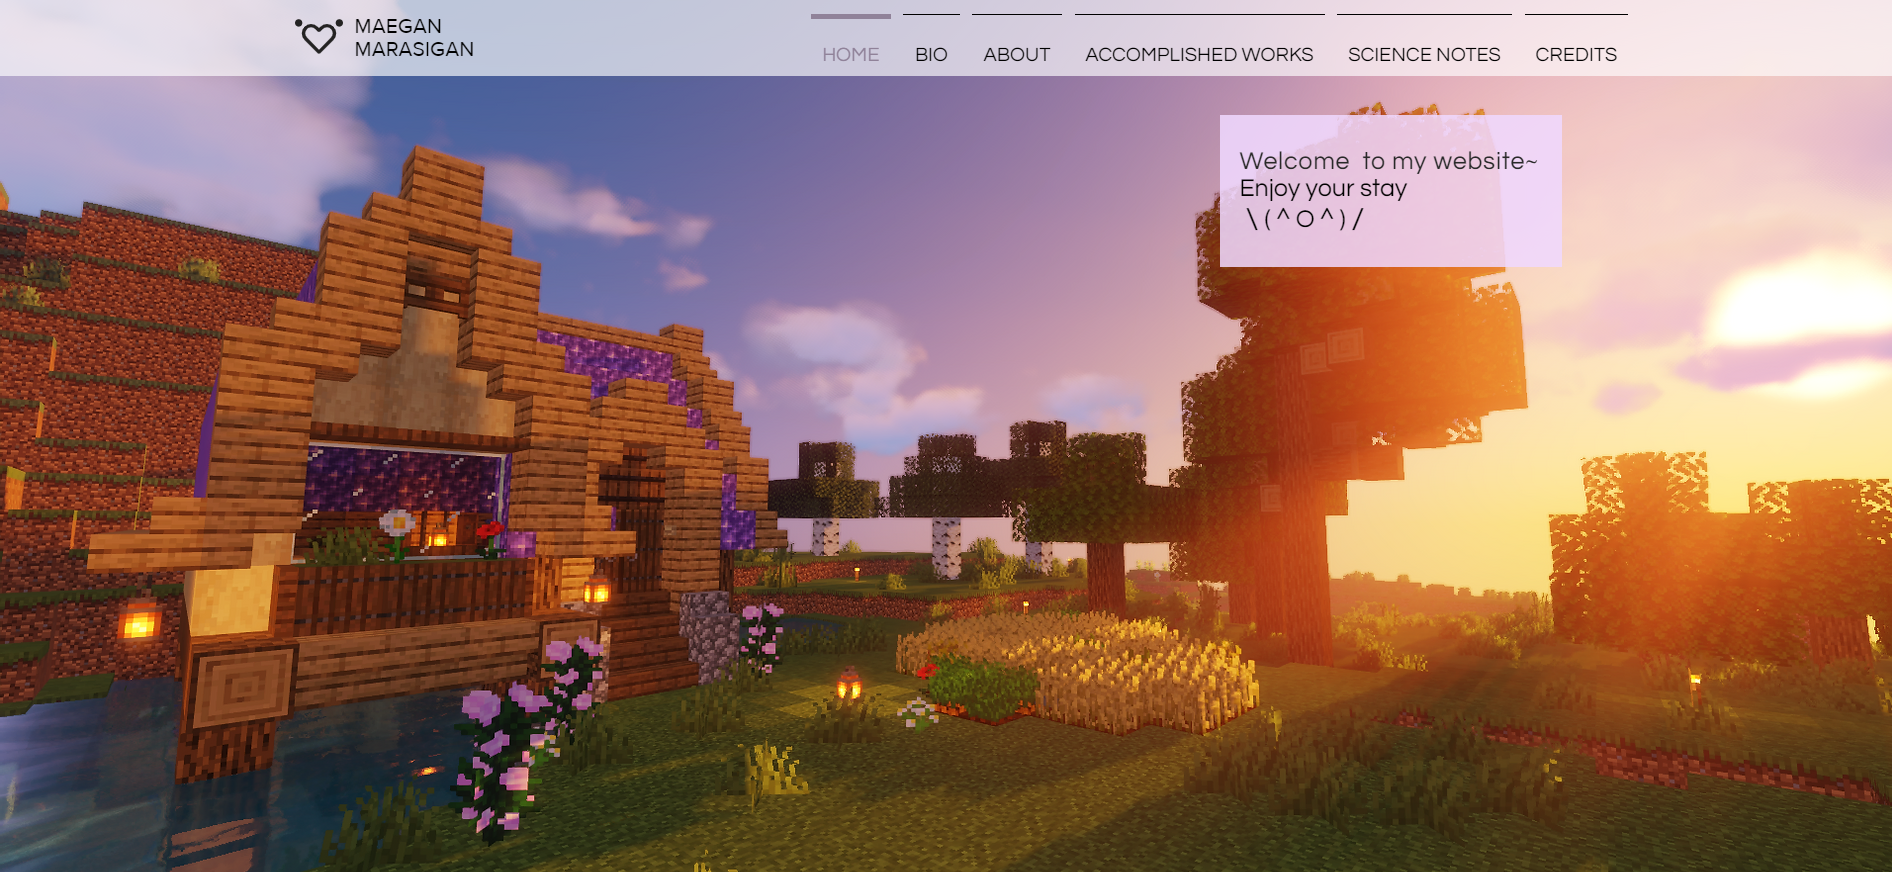 MAEGAN
MARASIGAN
HOME
BIO
ABOUT
ACCOMPLISHED WORKS
SCIENCE NOTES
CREDITS
Welcome  to my website~
Enjoy your stay
\(^O^)/